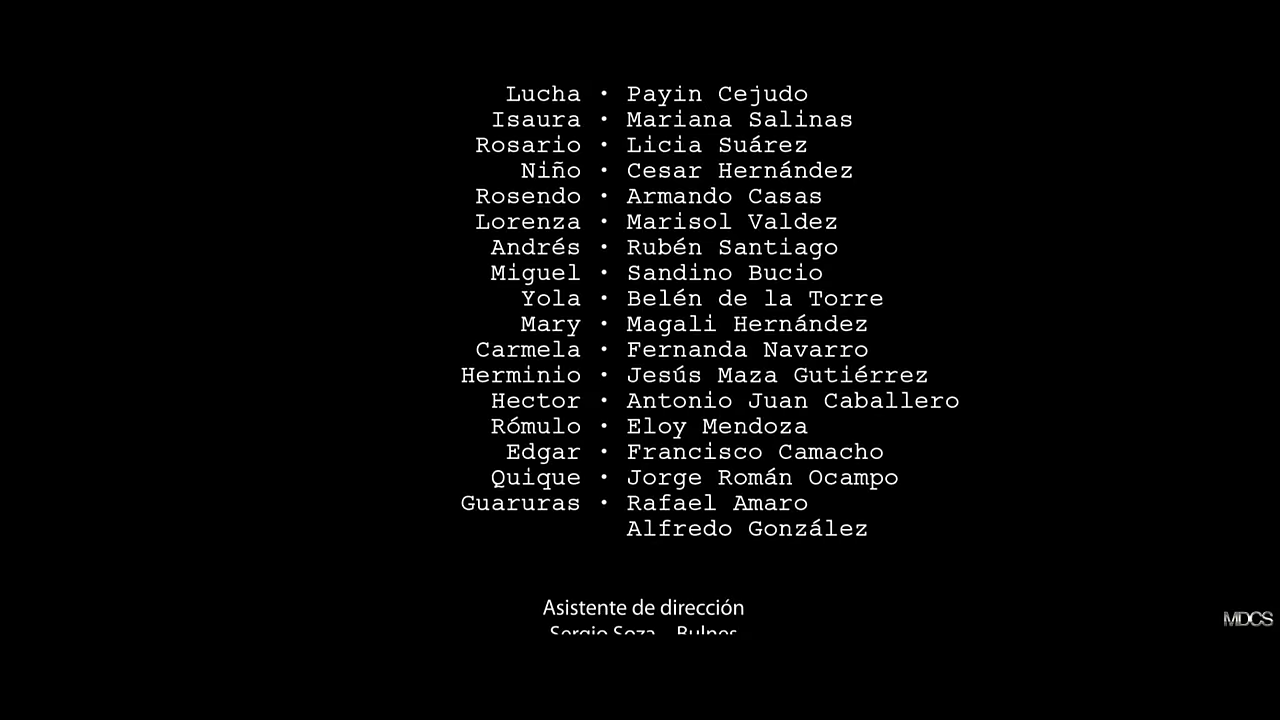 Lucha · Payin Cejudo
Isaura · Mariana Salinas
Rosario · Licia Suárez
Niño · Cesar Hernández
Rosendo · Armando Casas
Lorenza · Marisol Valdez
Andrés · Rubén Santiago
Miguel · Sandino Bucio
Yola · Belén de la Torre
Mary · Magali Hernández
Carmela · Fernanda Navarro
Herminio · Jesús Maza Gutiérrez
Hector · Antonio Juan Caballero
Rómulo · Eloy Mendoza
Edgar · Francisco Camacho
Quique · Jorge Román Ocampo
Guaruras · Rafael Amaro
Alfredo González
Asistente de dirección
Sergio Soza - Bulnes
MDCS